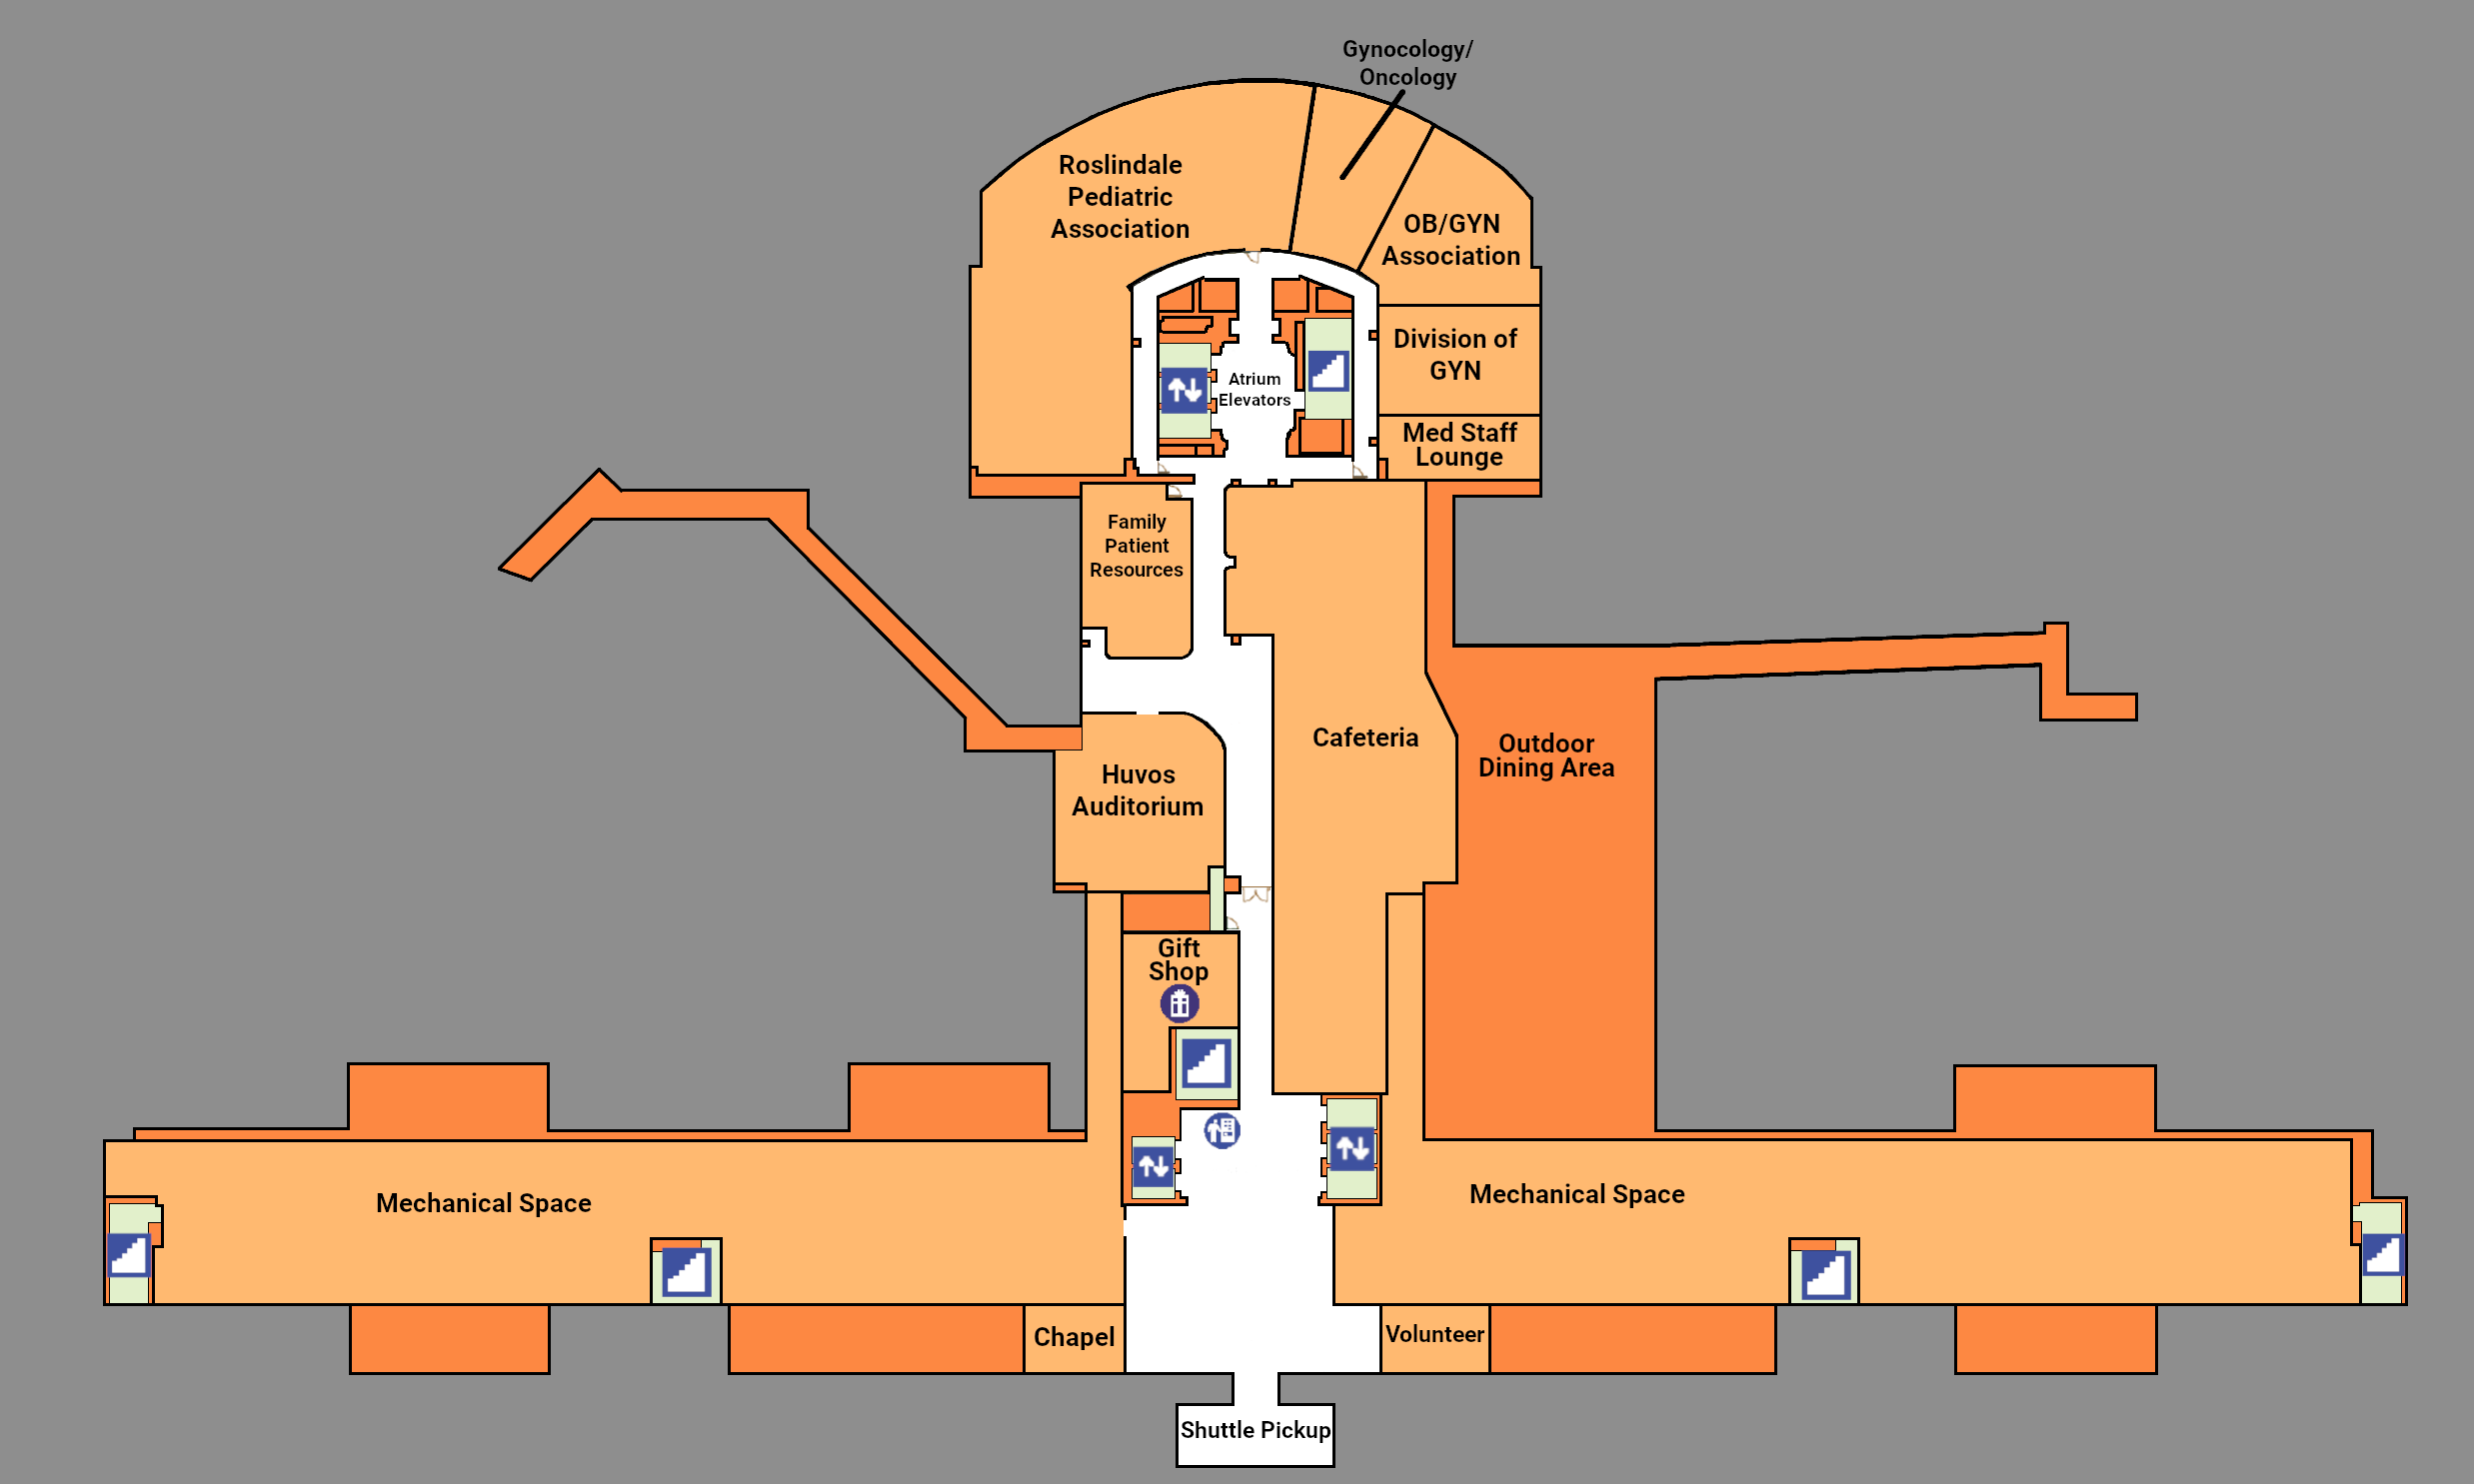 Gynocology/
Oncology
Roslindale
Pediatric
Association
OB/GYN
Association
Division of
GYN
Atrium
Elevators
Med Staff
Lounge
Family
Patient
Resources
Cafeteria
Outdoor
Dining Area
Huvos
Auditorium
Gift
Shop
Mechanical Space
Mechanical Space
Chapel
Volunteer
Shuttle Pickup